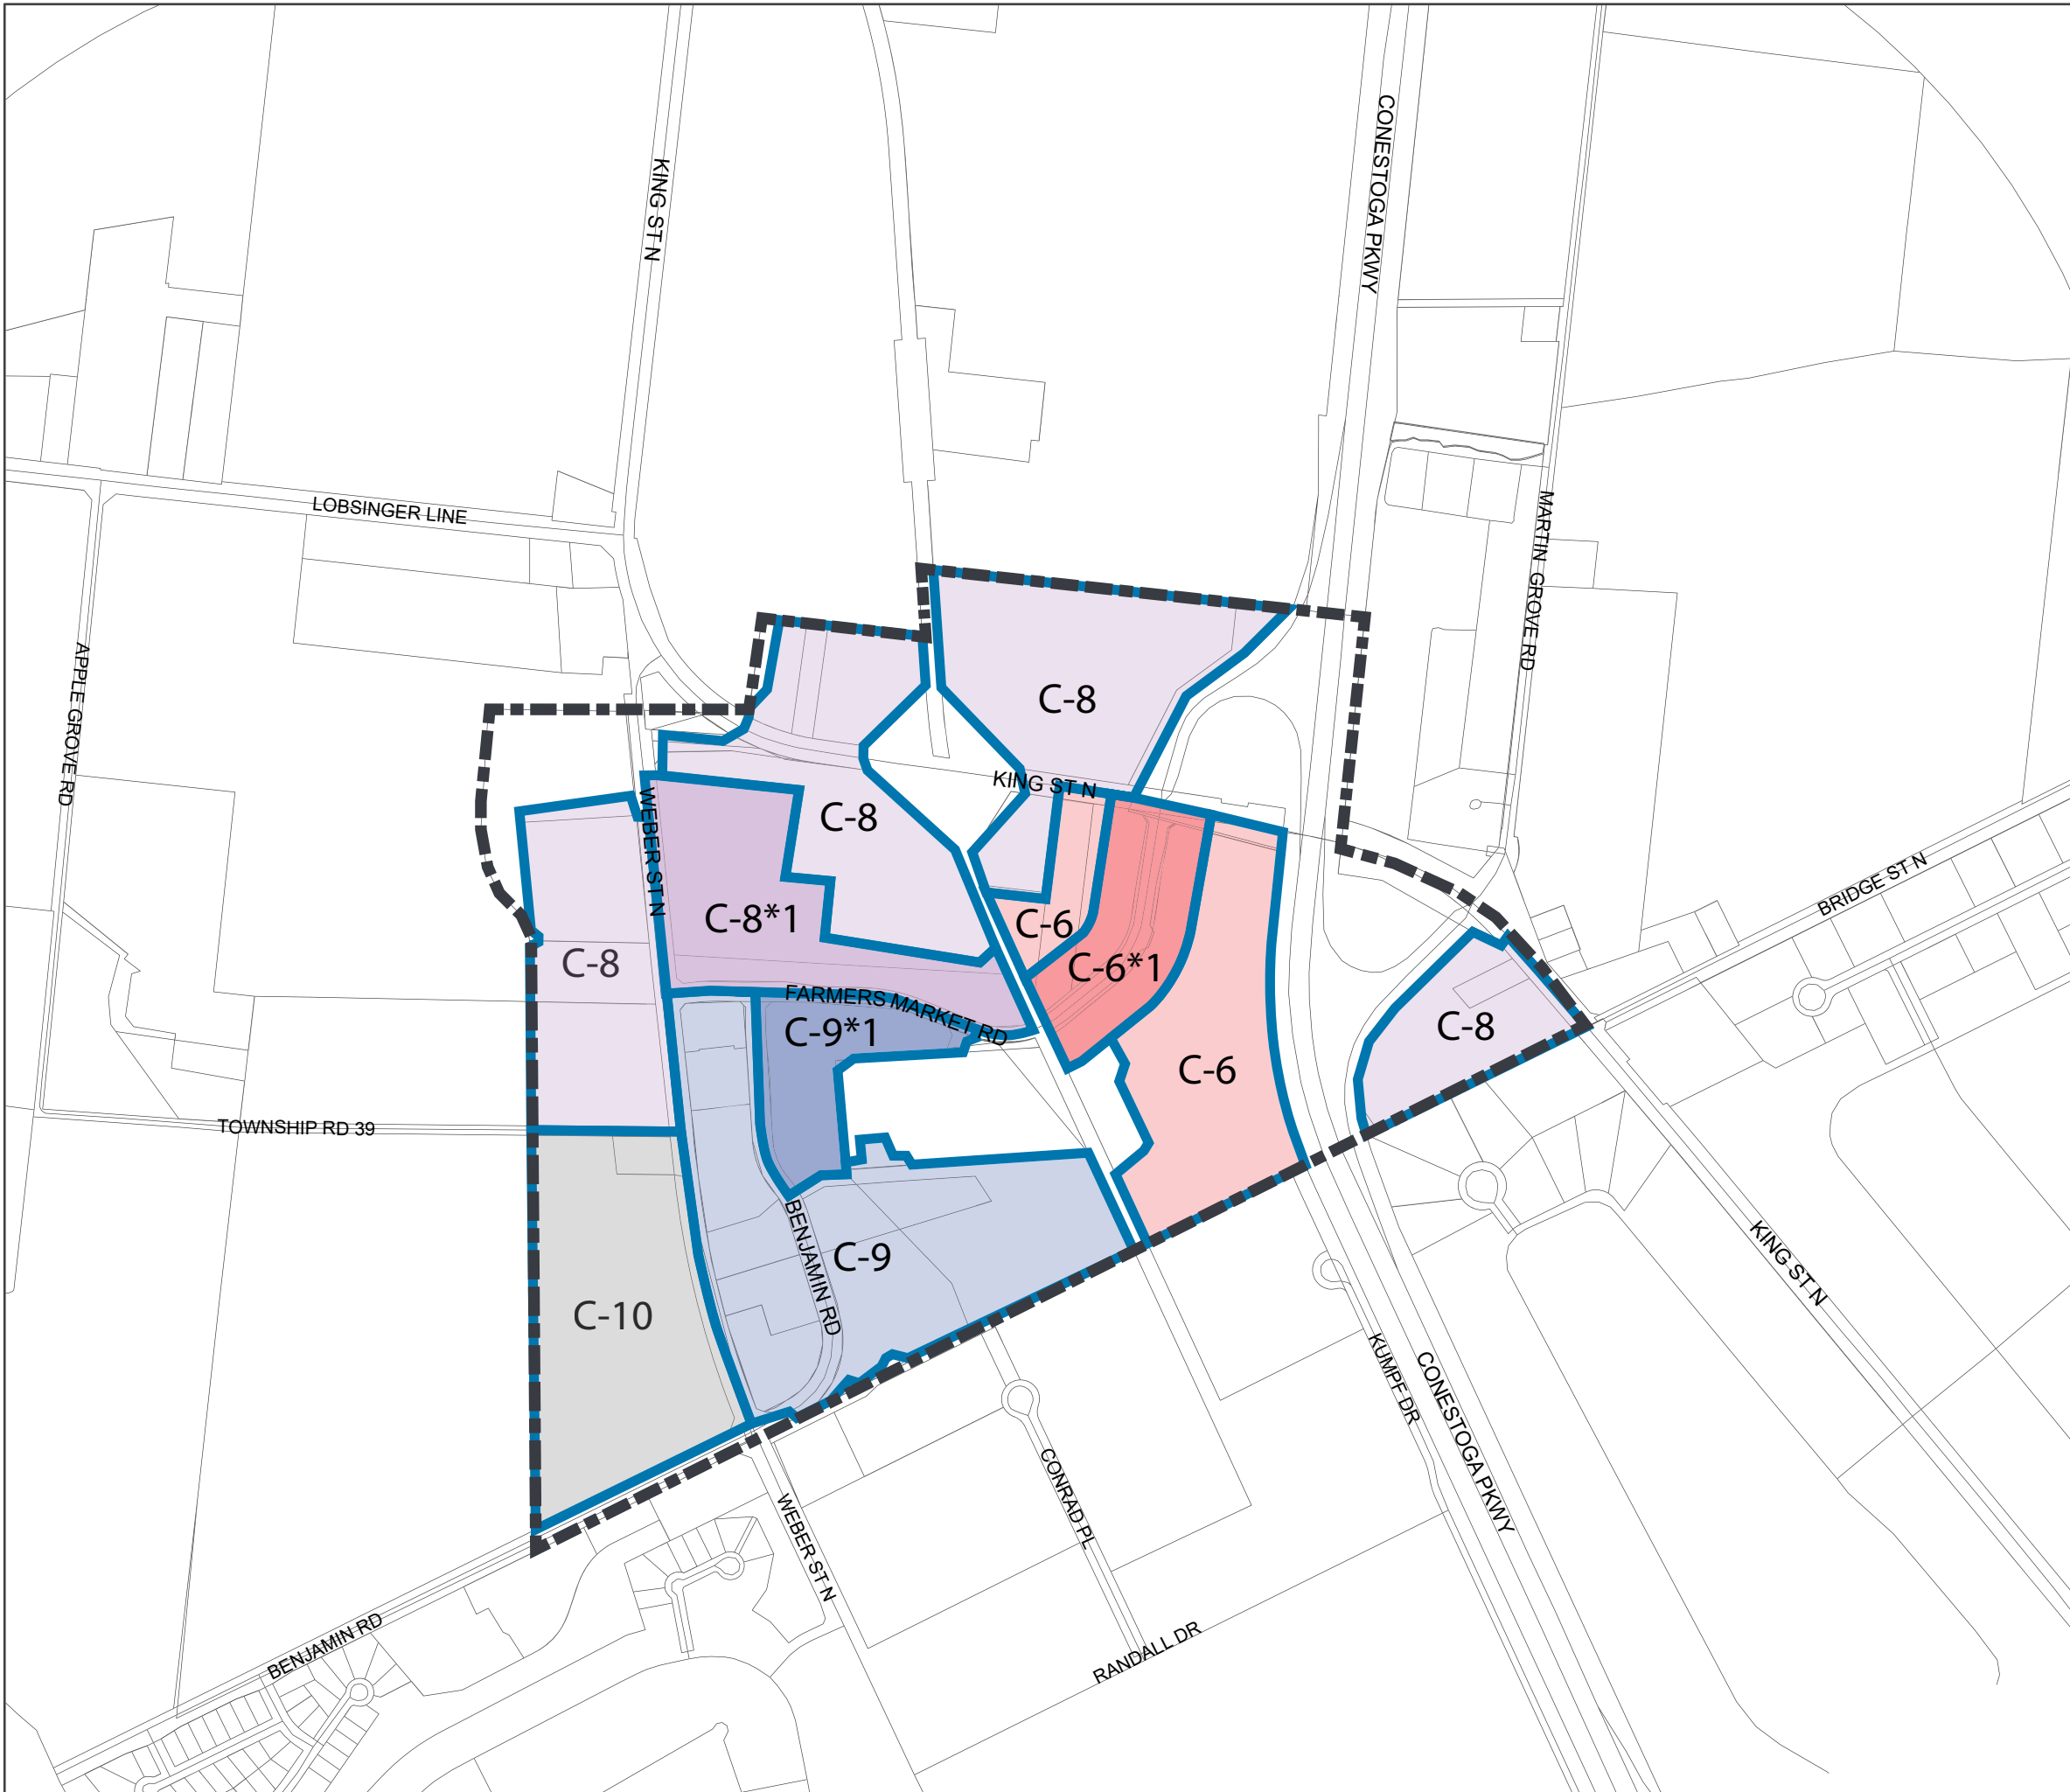 CONESTOGA PKWY
KING ST N
LOBSINGER LINE
MARTIN GROVE RD
APPLE GROVE RD
C-8
KING ST N
WEBER ST N
C-8
BRIDGE ST N
C-8*1
C-6
C-8
C-6*1
FARMERS MARKET RD
C-9*1
C-8
C-6
TOWNSHIP RD 39
BENJAMIN RD
C-9
KING ST N
C-10
KUMPF DR
CONESTOGA PKWY
CONRAD PL
WEBER ST N
BENJAMIN RD
RANDALL DR